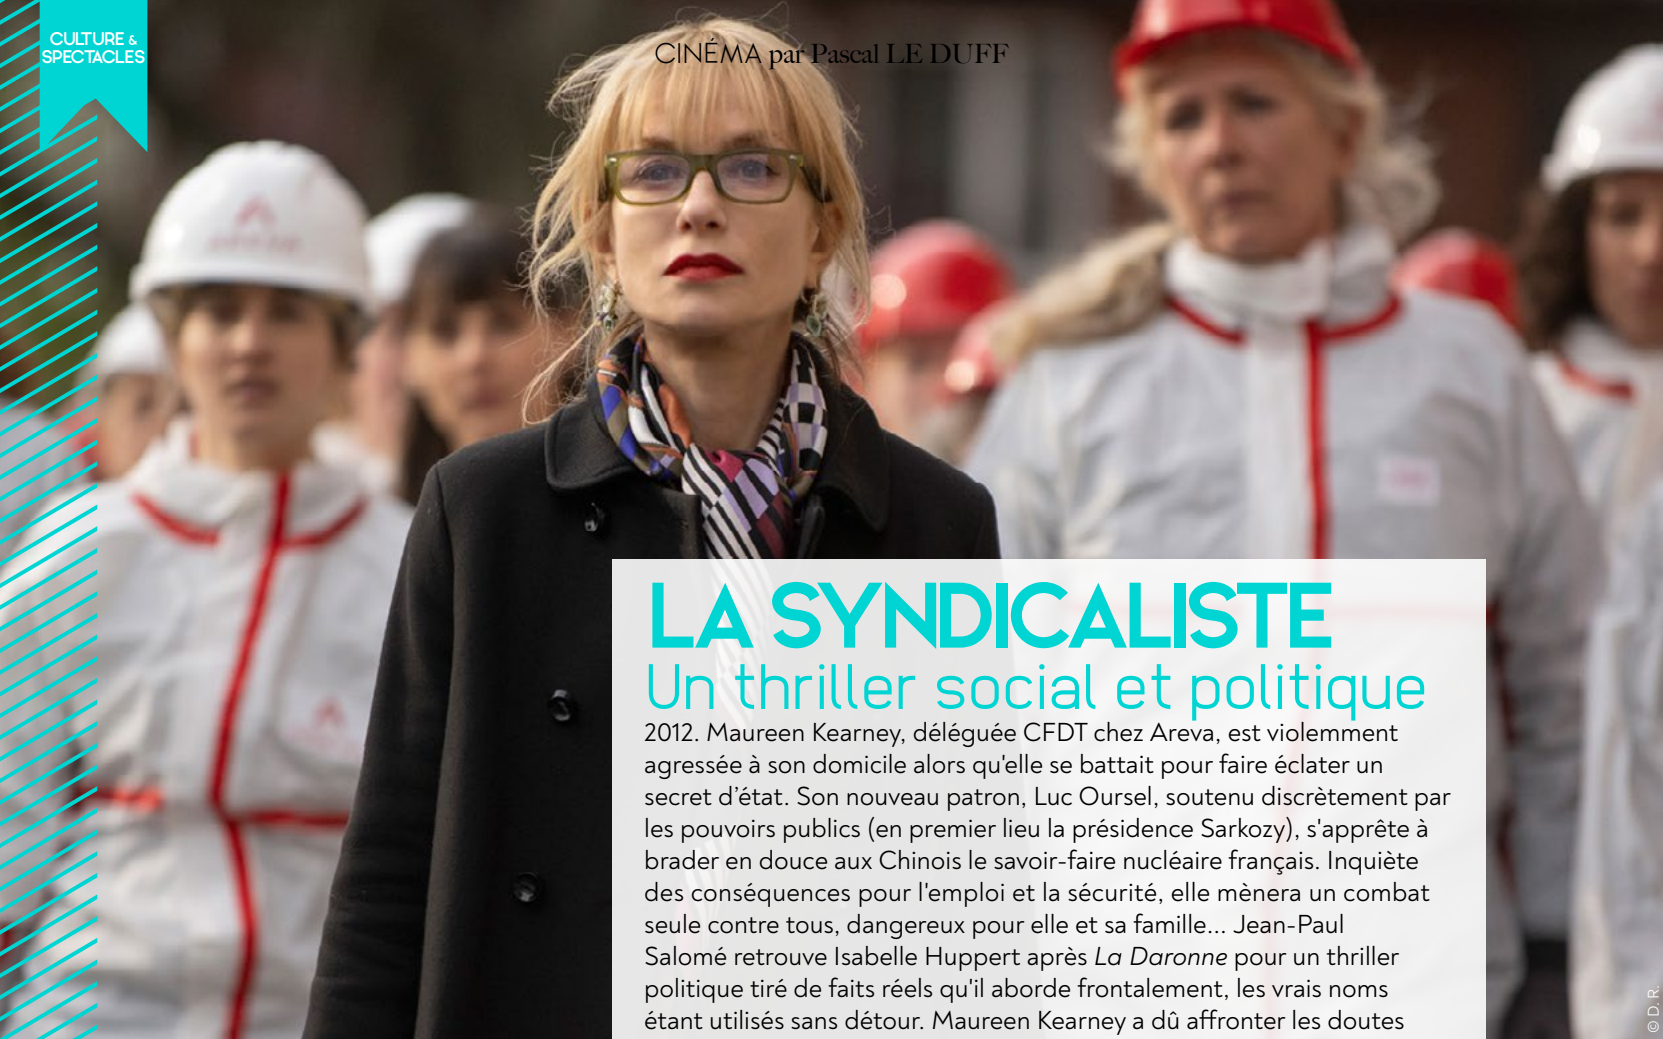 CULTURE &
SPECTACLES
CINÉMA par Pascal LE DUFF
LA SYNDICALISTE
Un thriller social et politique
2012. Maureen Kearney, déléguée CFDT chez Areva, est violemment
agressée à son domicile alors qu'elle se battait pour faire éclater un
secret d’état. Son nouveau patron, Luc Oursel, soutenu discrètement par
les pouvoirs publics (en premier lieu la présidence Sarkozy), s'apprête à
brader en douce aux Chinois le savoir-faire nucléaire français. Inquiète
des conséquences pour l'emploi et la sécurité, elle mènera un combat
seule contre tous, dangereux pour elle et sa famille... Jean-Paul
Salomé retrouve Isabelle Huppert après La Daronne pour un thriller
politique tiré de faits réels qu'il aborde frontalement, les vrais noms
étant utilisés sans détour. Maureen Kearney a dû affronter les doutes
© D. R.